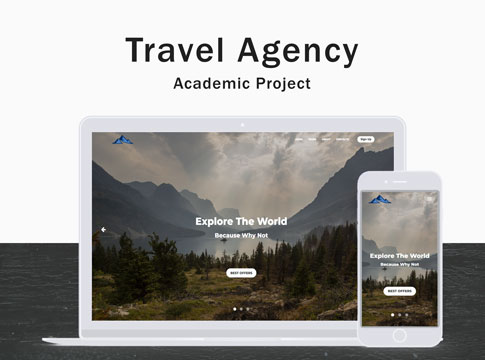 Travel Agency
Academic Project
Sign Up
Explore The World
Because Why Not
BEST OFFERS
Explore The World
Because Why Not
BEST OFFERS